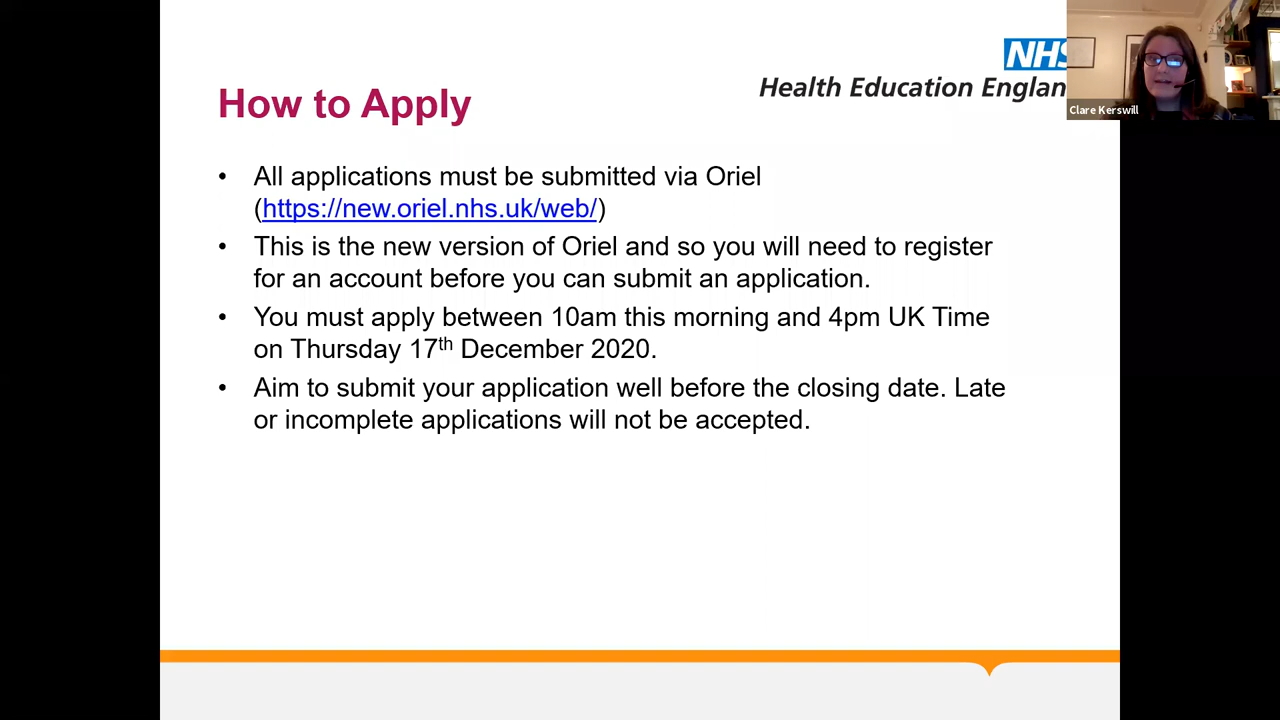 NHS
Health Education Englan
Clare Kerswill
How to Apply
• All applications must be submitted via Oriel
(https://new.oriel.nhs.uk/web/)
• This is the new version of Oriel and so you will need to register
for an account before you can submit an application.
• You must apply between 10am this morning and 4pm UK Time
on Thursday 17th December 2020.
• Aim to submit your application well before the closing date. Late
or incomplete applications will not be accepted.